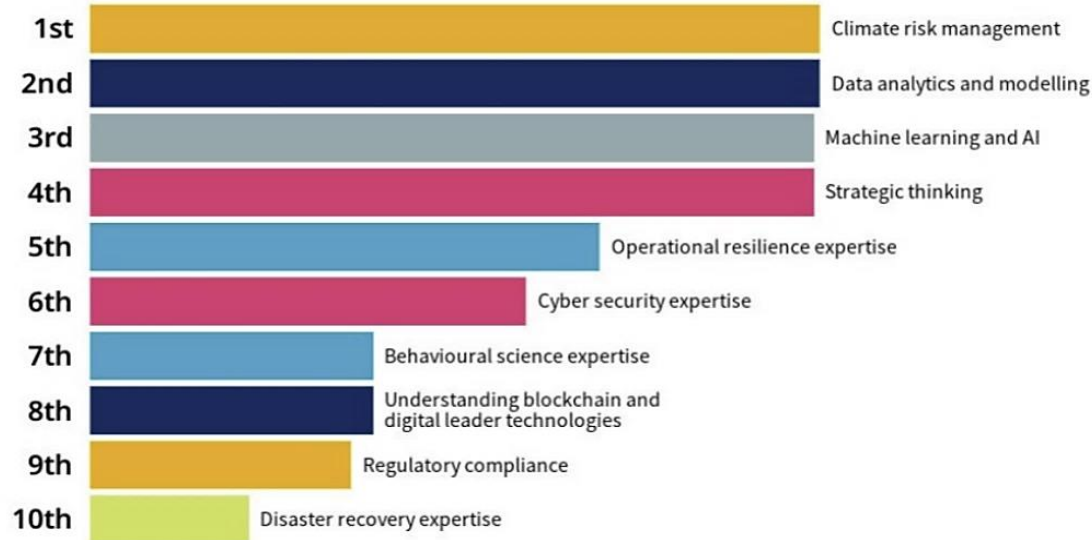 1st Climate risk management
2nd Data analytics and modelling
3rd Machine learning and AI
4th Strategic thinking
5th Operational resilience expertise
6th Cyber security expertise
7th Behavioural science expertise
8th Understanding blockchain and
digital leader technologies
9th Regulatory compliance
10th Disaster recovery expertise